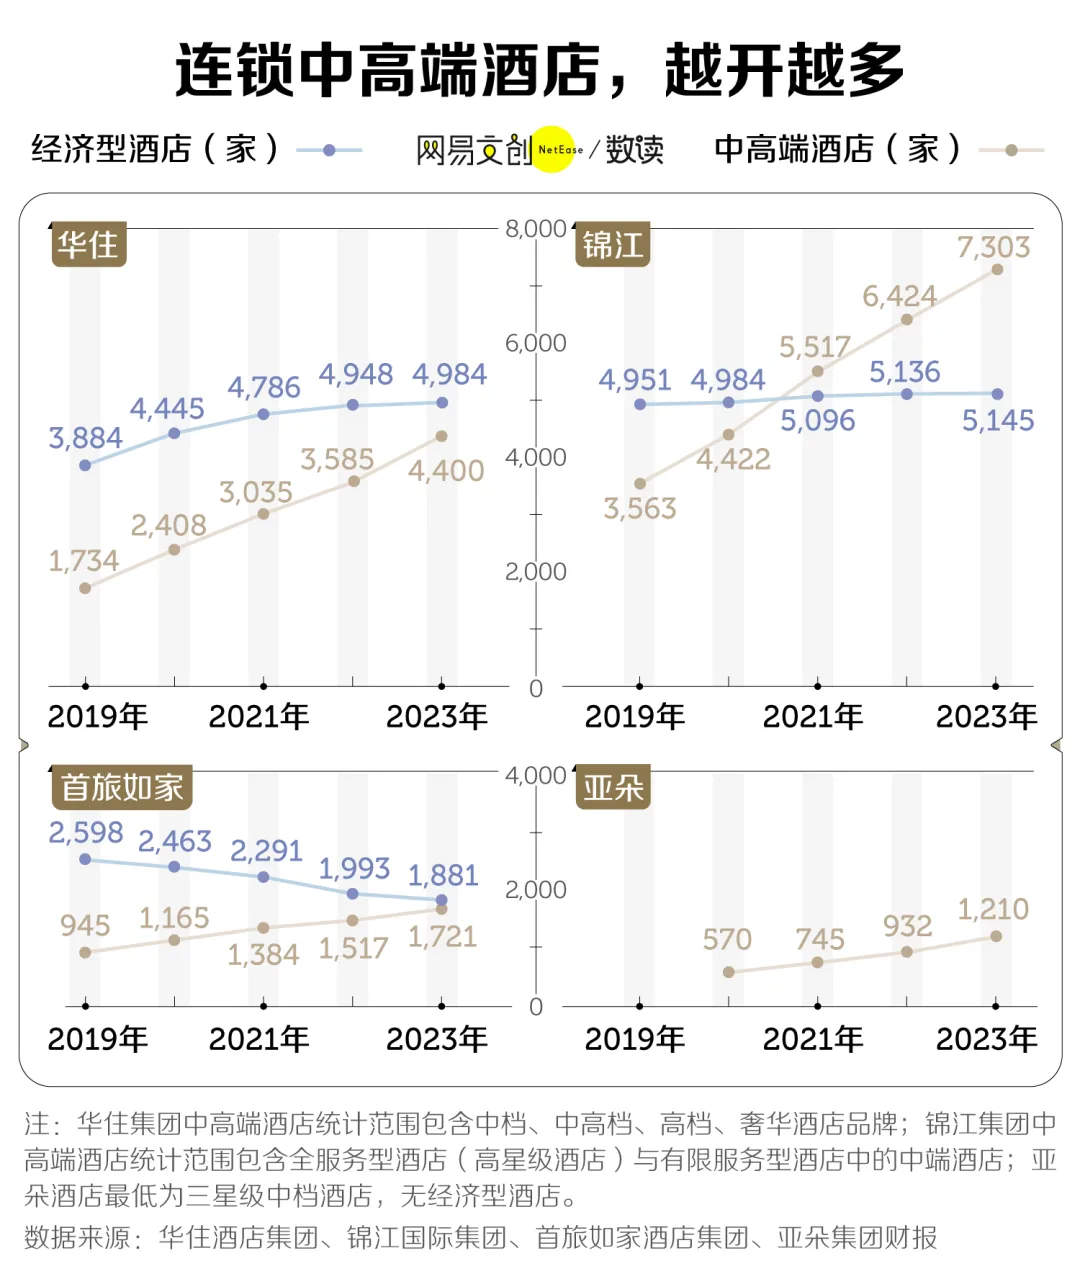 连锁中高端酒店，越开越多
经济型酒店（家）
网易文创 NetEase / 数读
中高端酒店（家）
华住
8,000
6,000
4,000
2,000
0
3,884
4,445
4,786
4,948
4,984
1,734
2,408
3,035
3,585
4,400
2019年
2021年
2023年
锦江
4,951
4,984
5,096
5,136
5,145
3,563
4,422
5,517
6,424
7,303
2019年
2021年
2023年
首旅如家
4,000
2,000
0
2,598
2,463
2,291
1,993
1,881
945
1,165
1,384
1,517
1,721
2019年
2021年
2023年
亚朵
570
745
932
1,210
2019年
2021年
2023年
注：华住集团中高端酒店统计范围包含中档、中高档、高档、奢华酒店品牌；锦江集团中
高端酒店统计范围包含全服务型酒店（高星级酒店）与有限服务型酒店中的中端酒店；亚
朵酒店最低为三星级中档酒店，无经济型酒店。
数据来源：华住酒店集团、锦江国际集团、首旅如家酒店集团、亚朵集团财报